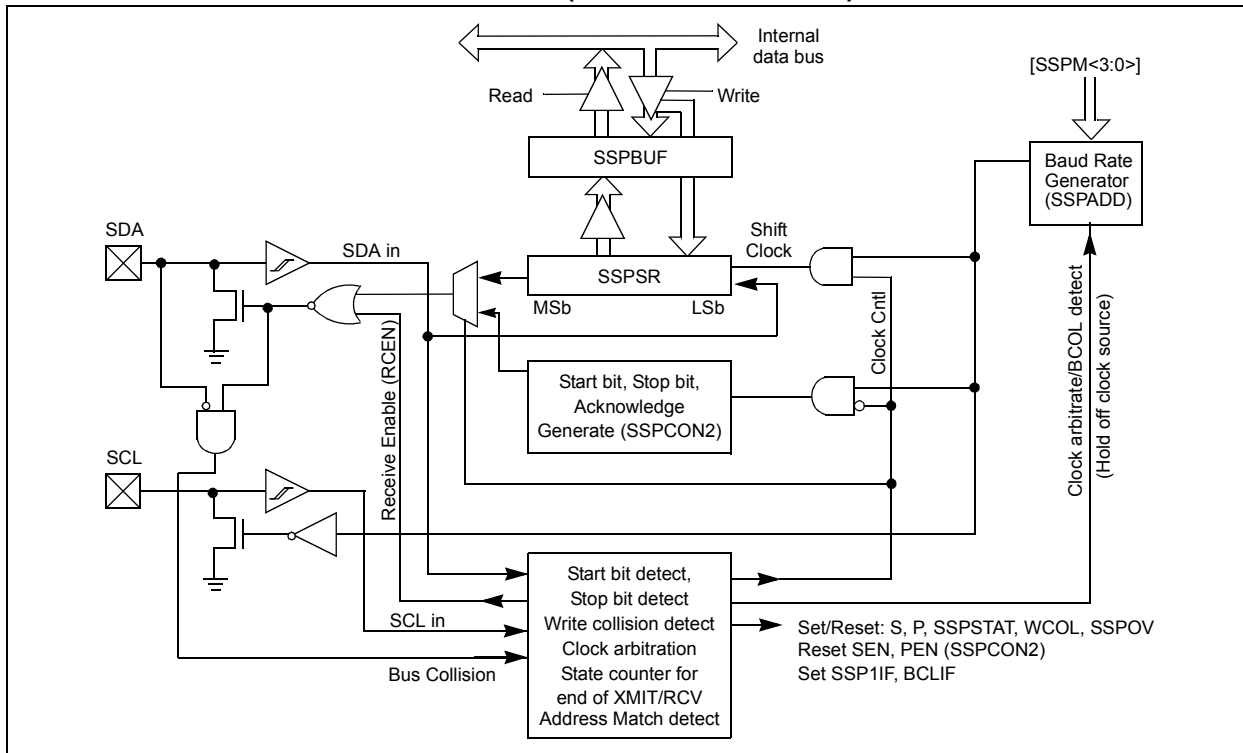 Internal
data bus
[SSPM<3:0>]
Read
Write
SSPBUF
Baud Rate
Generator
(SSPADD)
SDA
SDA in
Shift
Clock
SSPSR
MSb
LSb
Clock Cntl
Receive Enable (RCEN)
Start bit, Stop bit,
Acknowledge
Generate (SSPCON2)
Clock arbitrate/BCOL detect
(Hold off clock source)
SCL
SCL in
Bus Collision
Start bit detect,
Stop bit detect
Write collision detect
Clock arbitration
State counter for
end of XMIT/RCV
Address Match detect
Set/Reset: S, P, SSPSTAT, WCOL, SSPOV
Reset SEN, PEN (SSPCON2)
Set SSP1IF, BCLIF